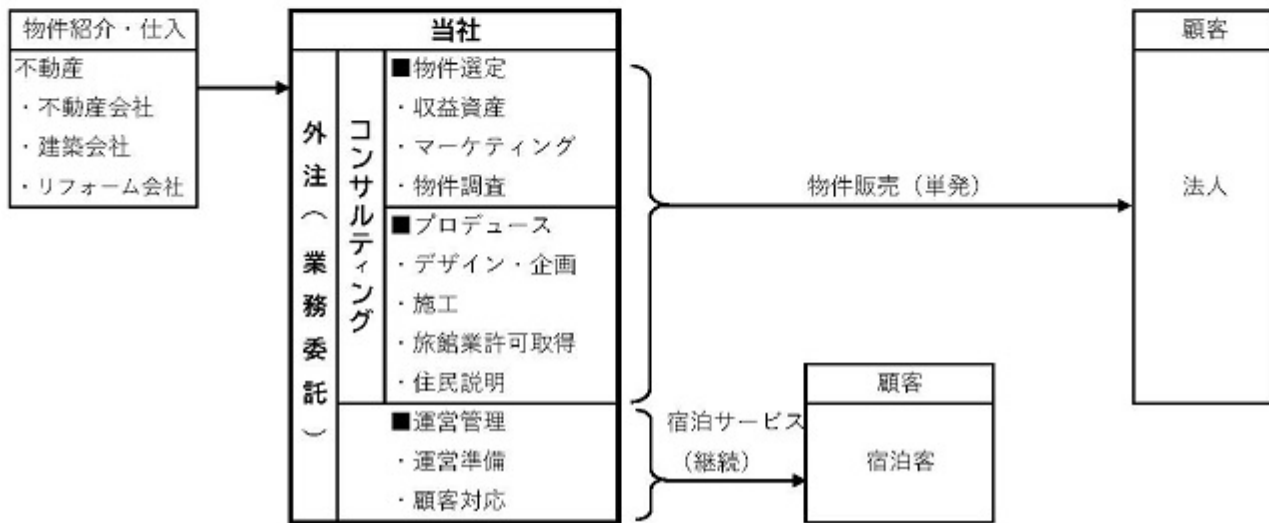 物件紹介・仕入
不動産
・不動産会社
・建築会社
・リフォーム会社
当社
外注（業務委託）
コンサルティング
■物件選定
・収益資産
・マーケティング
・物件調査
■プロデュース
・デザイン・企画
・施工
・旅館業許可取得
・住民説明
■運営管理
・運営準備
・顧客対応
物件販売（単発）
顧客
法人
宿泊サービス
（継続）
顧客
宿泊客